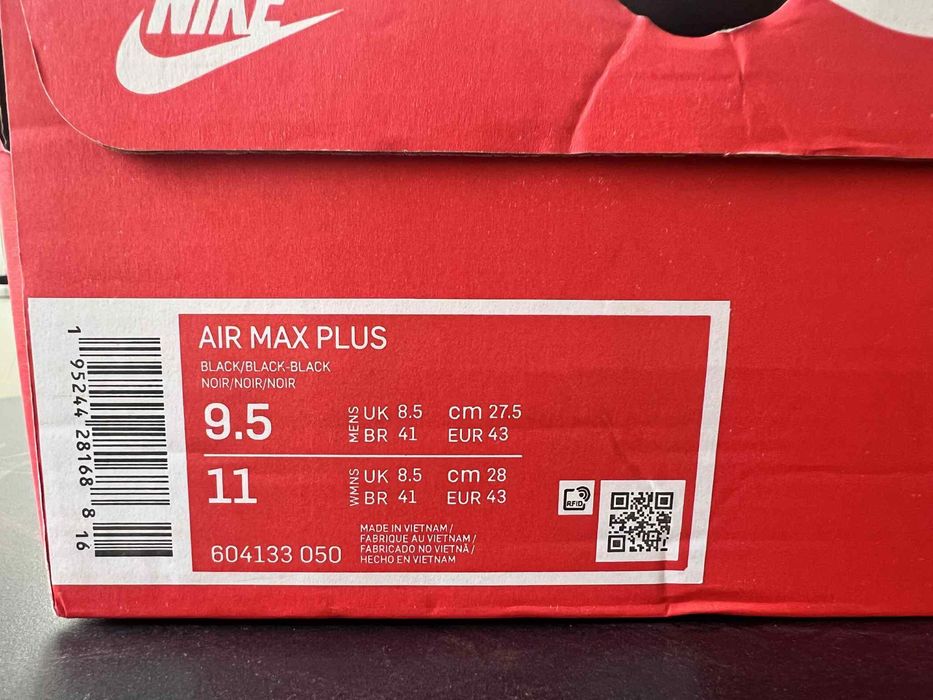 NIKE
AIR MAX PLUS
BLACK/BLACK-BLACK
NOIR/NOIR/NOIR
9.5
MENS
UK 8.5 cm 27.5
BR 41 EUR 43
11
WMNS
UK 8.5 cm 28
BR 41 EUR 43
604133 050
MADE IN VIETNAM /
FABRIQUE AU VIETNAM /
FABRICADO NO VIETNÃ /
HECHO EN VIETNAM
RFID
1 95244 28168 8 16